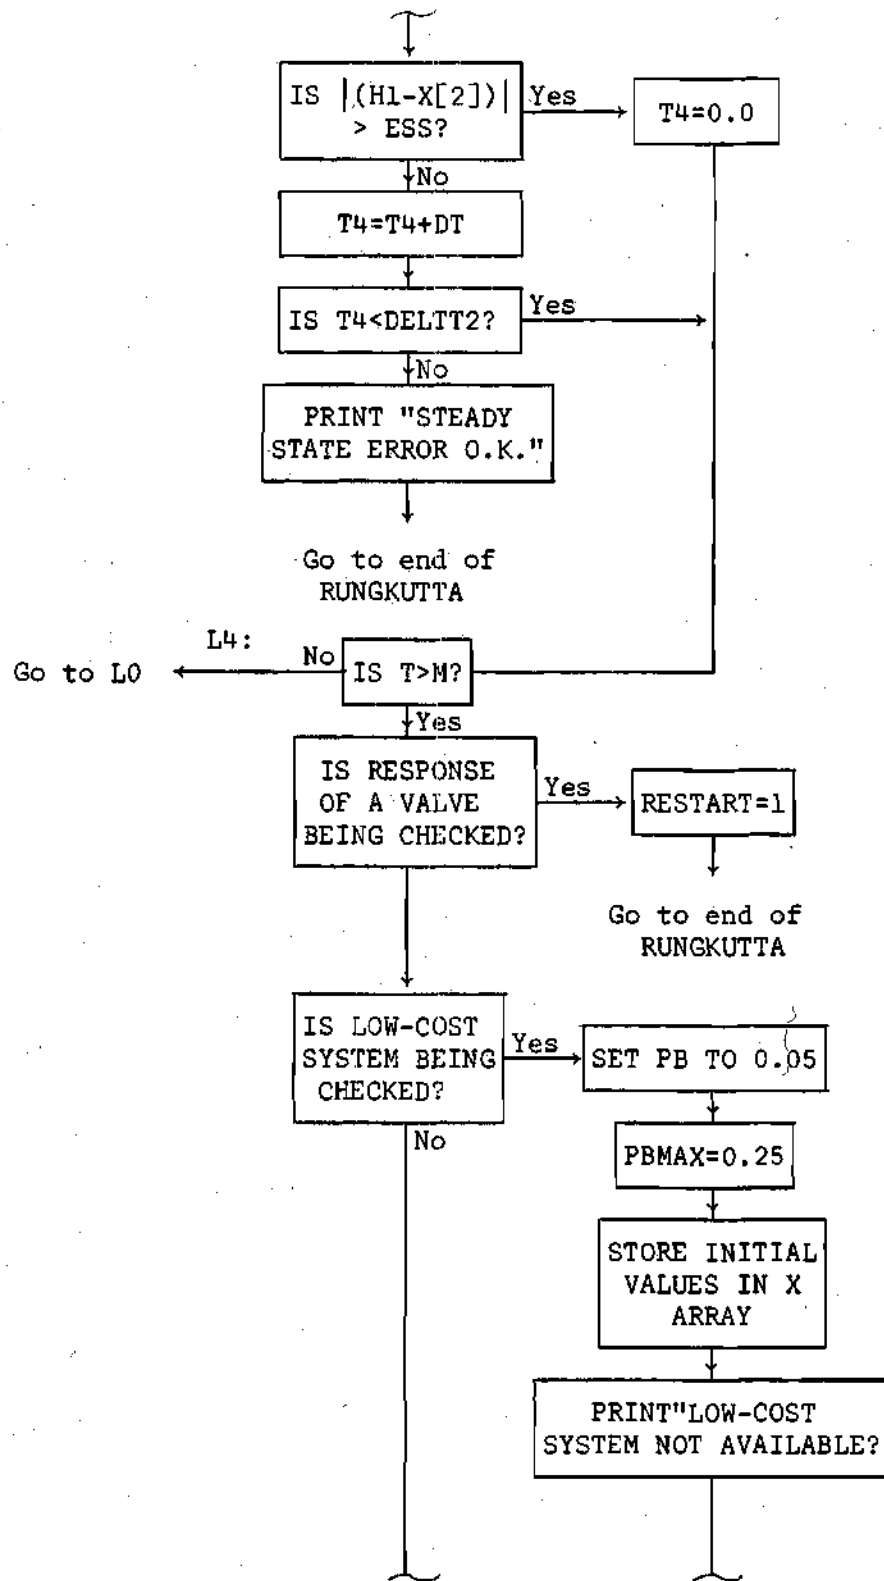 IS |(H1-X[2])|
> ESS?
Yes
T4=0.0
No
T4=T4+DT
IS T4<DELTT2?
Yes
No
PRINT "STEADY
STATE ERROR O.K."
Go to end of
RUNGKUTTA
L4:
Go to L0
No
IS T>M?
Yes
IS RESPONSE
OF A VALVE
BEING CHECKED?
Yes
RESTART=1
Go to end of
RUNGKUTTA
IS LOW-COST
SYSTEM BEING
CHECKED?
Yes
SET PB TO 0.05
No
PBMAX=0.25
STORE INITIAL
VALUES IN X
ARRAY
PRINT"LOW-COST
SYSTEM NOT AVAILABLE?